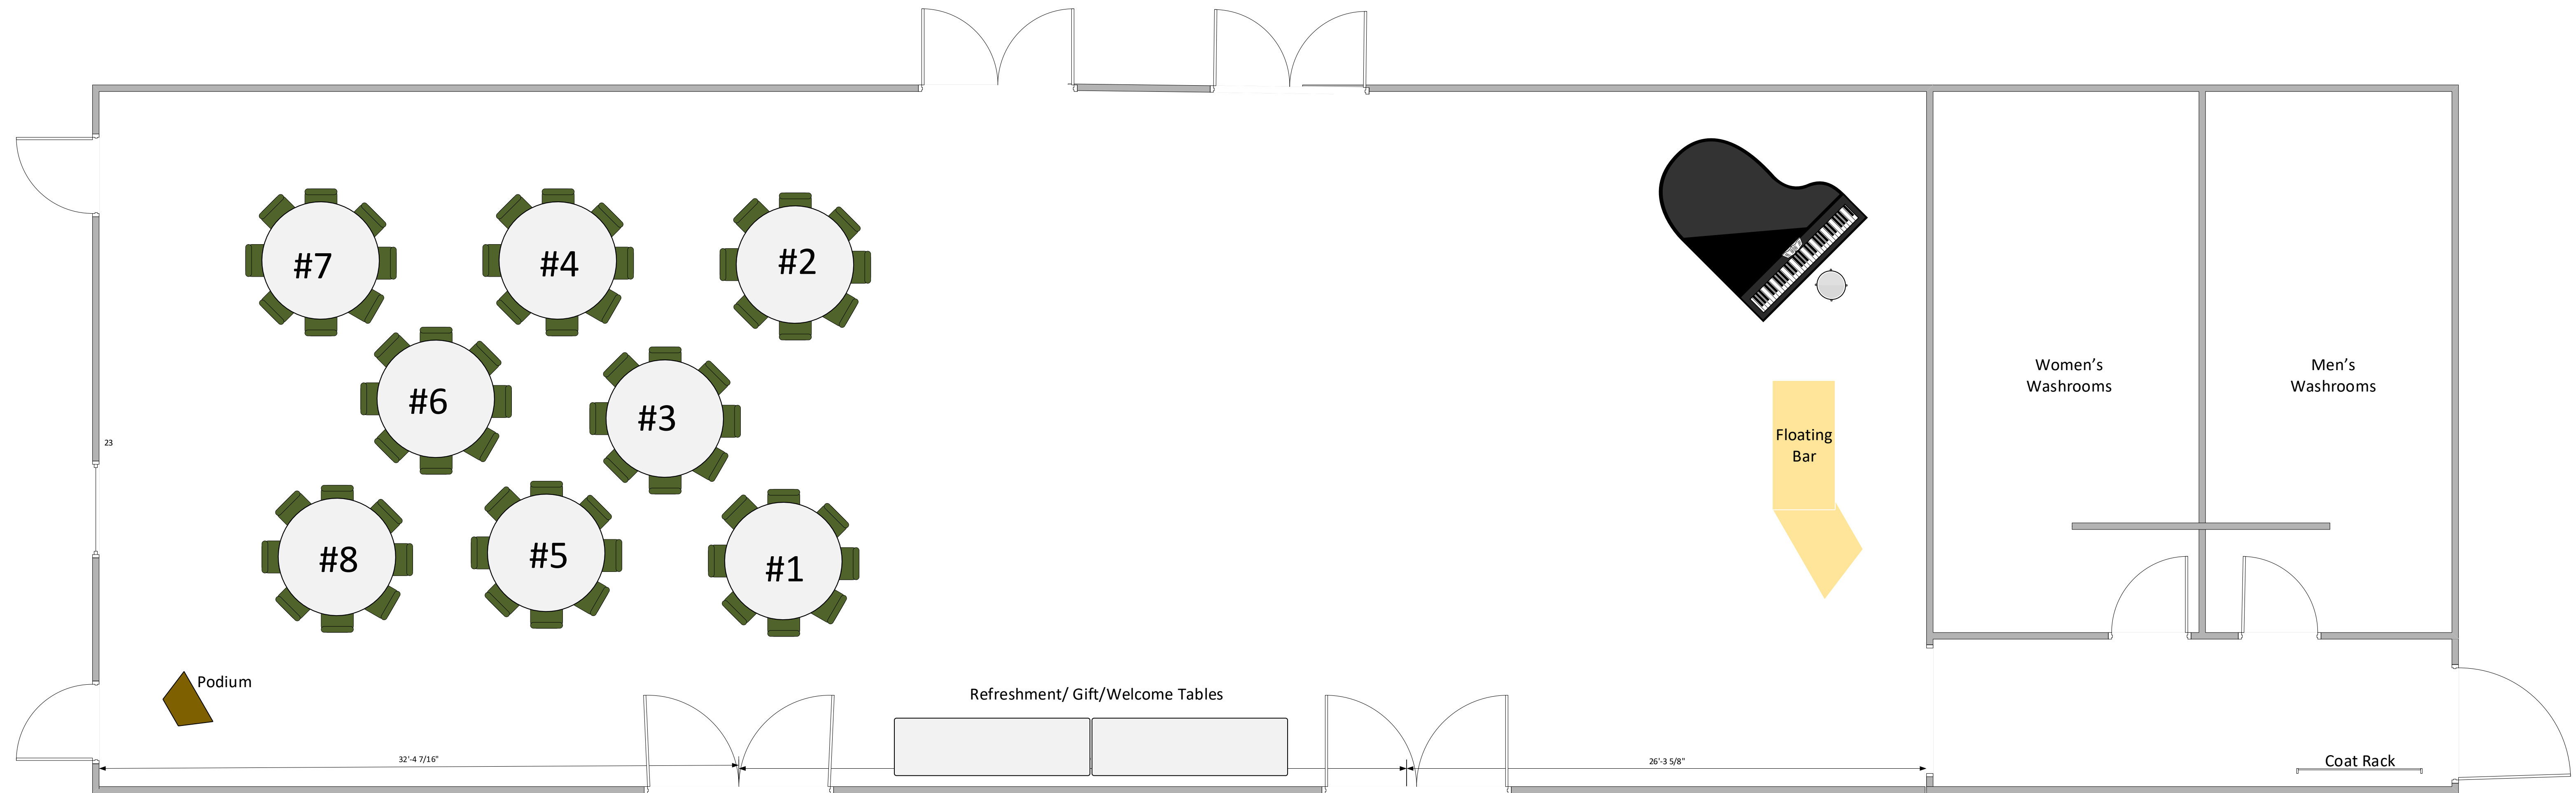 #7
#4
#2
#6
#3
#8
#5
#1
23
Podium
Refreshment/ Gift/Welcome Tables
32'-4 7/16"
26'-3 5/8"
Floating
Bar
Women’s
Washrooms
Men’s
Washrooms
Coat Rack